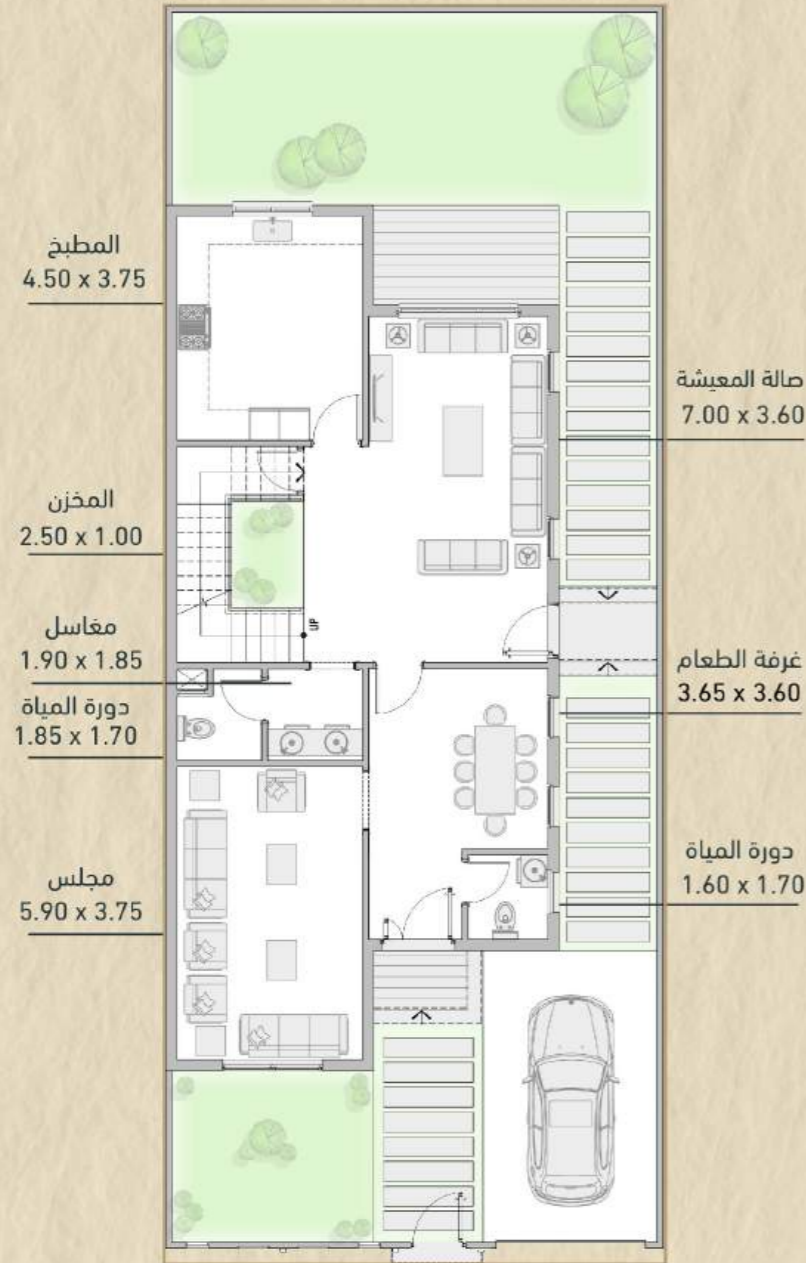 المطبخ
4.50 x 3.75
صالة المعيشة
7.00 x 3.60
المخزن
2.50 x 1.00
UP
مغاسل
1.90 x 1.85
غرفة الطعام
3.65 x 3.60
دورة المياة
1.85 x 1.70
دورة المياة
1.60 x 1.70
مجلس
5.90 x 3.75